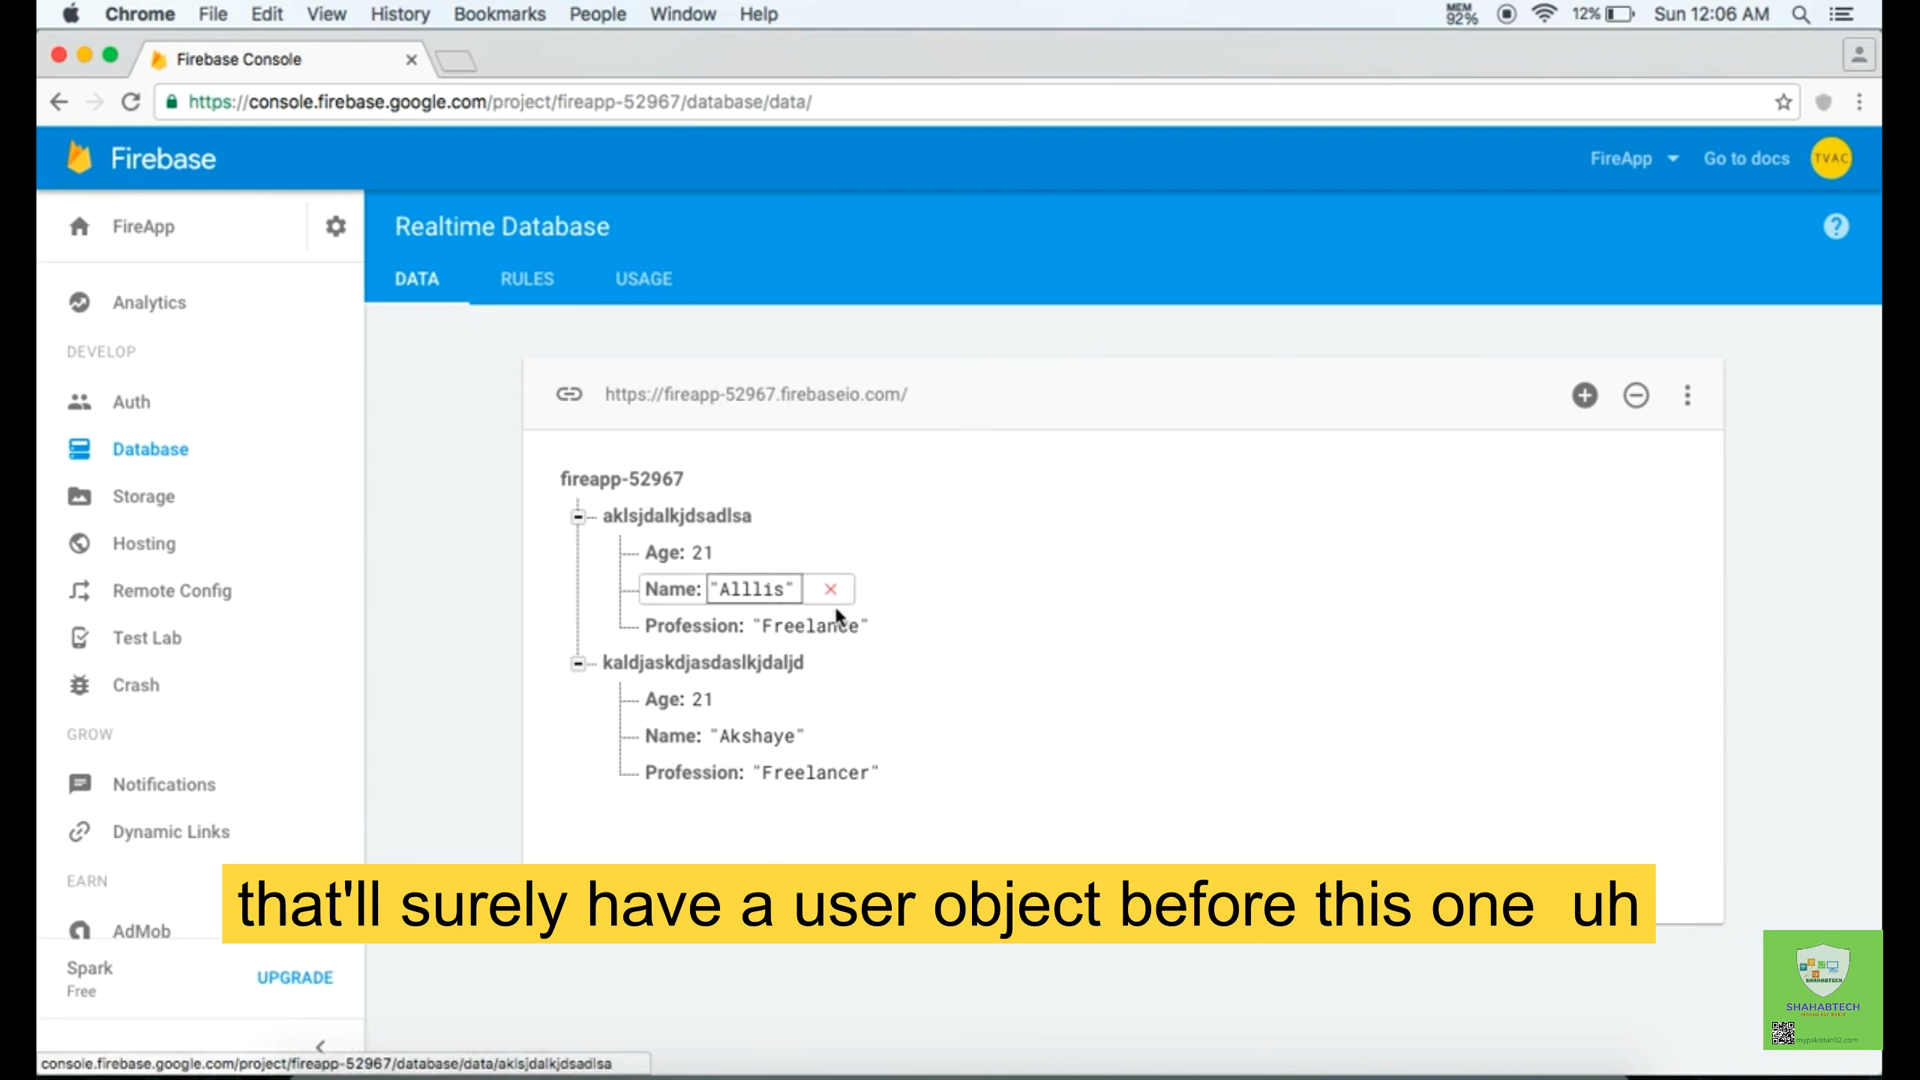 Chrome File Edit View History Bookmarks People Window Help
MEM 92% 12% Sun 12:06 AM
Firebase Console
https://console.firebase.google.com/project/fireapp-52967/database/data/
Firebase
FireApp Go to docs TVAC
FireApp
Realtime Database
DATA RULES USAGE
Analytics
DEVELOP
Auth
Database
Storage
Hosting
Remote Config
Test Lab
Crash
GROW
Notifications
Dynamic Links
EARN
AdMob
Spark
Free
UPGRADE
https://fireapp-52967.firebaseio.com/
fireapp-52967
aklsjdalkjdsadlsa
Age: 21
Name: "Alllis"
Profession: "Freelance"
kaldjaskdjasdaslkjdaljd
Age: 21
Name: "Akshaye"
Profession: "Freelancer"
that'll surely have a user object before this one uh
SHAHABTECH
SHAHABTECH
mypakistan92.com
console.firebase.google.com/project/fireapp-52967/database/data/aklsjdalkjdsadlsa